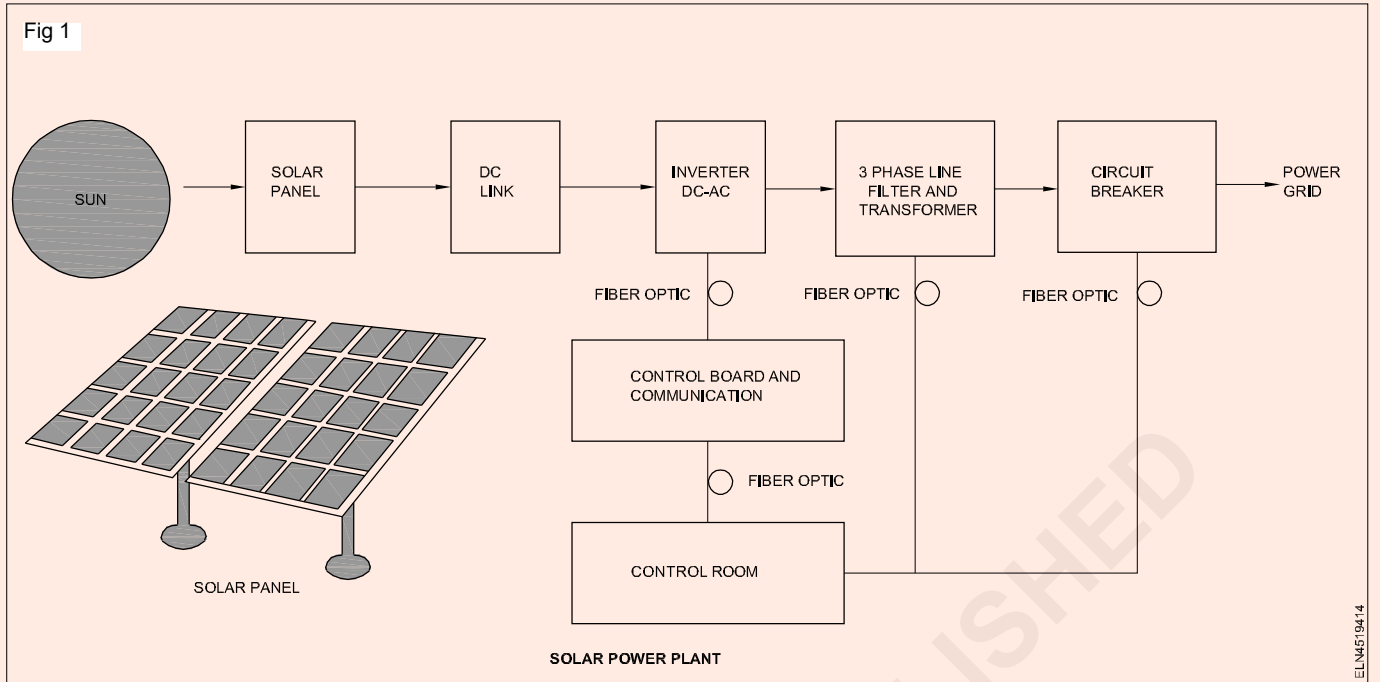 Fig 1
SUN
SOLAR
PANEL
DC
LINK
INVERTER
DC-AC
3 PHASE LINE
FILTER AND
TRANSFORMER
CIRCUIT
BREAKER
POWER
GRID
FIBER OPTIC
FIBER OPTIC
FIBER OPTIC
CONTROL BOARD AND
COMMUNICATION
FIBER OPTIC
CONTROL ROOM
SOLAR PANEL
SOLAR POWER PLANT
ELN4519414
ISHED